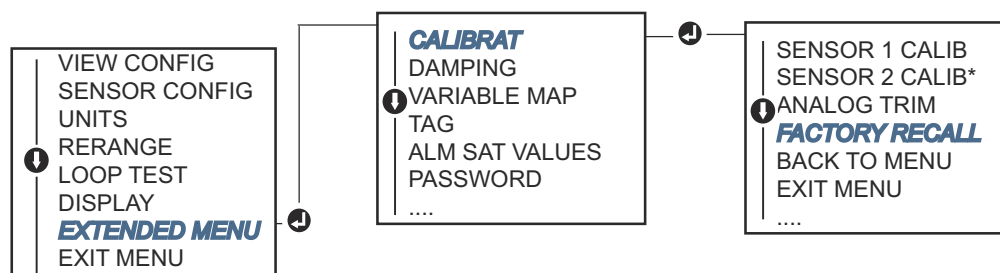 VIEW CONFIG
SENSOR CONFIG
UNITS
RERANGE
LOOP TEST
DISPLAY
EXTENDED MENU
EXIT MENU
CALIBRAT
DAMPING
VARIABLE MAP
TAG
ALM SAT VALUES
PASSWORD
....
SENSOR 1 CALIB
SENSOR 2 CALIB*
ANALOG TRIM
FACTORY RECALL
BACK TO MENU
EXIT MENU
....